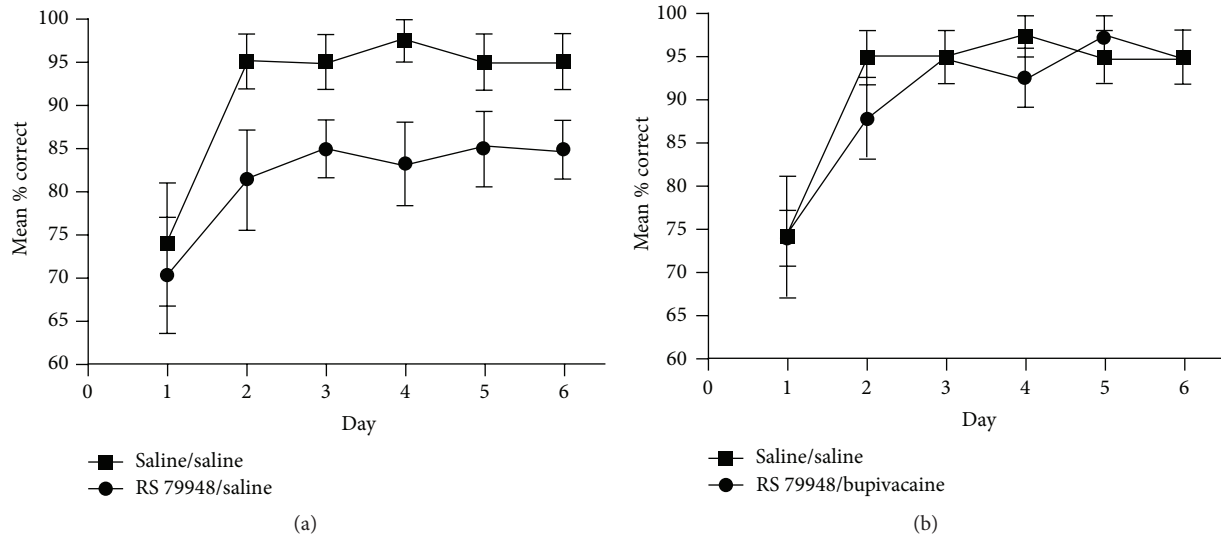 100
95
90
85
80
75
70
65
60
Mean % correct
0 1 2 3 4 5 6
Day
Saline/saline
RS 79948/saline
(a)
100
95
90
85
80
75
70
65
60
Mean % correct
0 1 2 3 4 5 6
Day
Saline/saline
RS 79948/bupivacaine
(b)